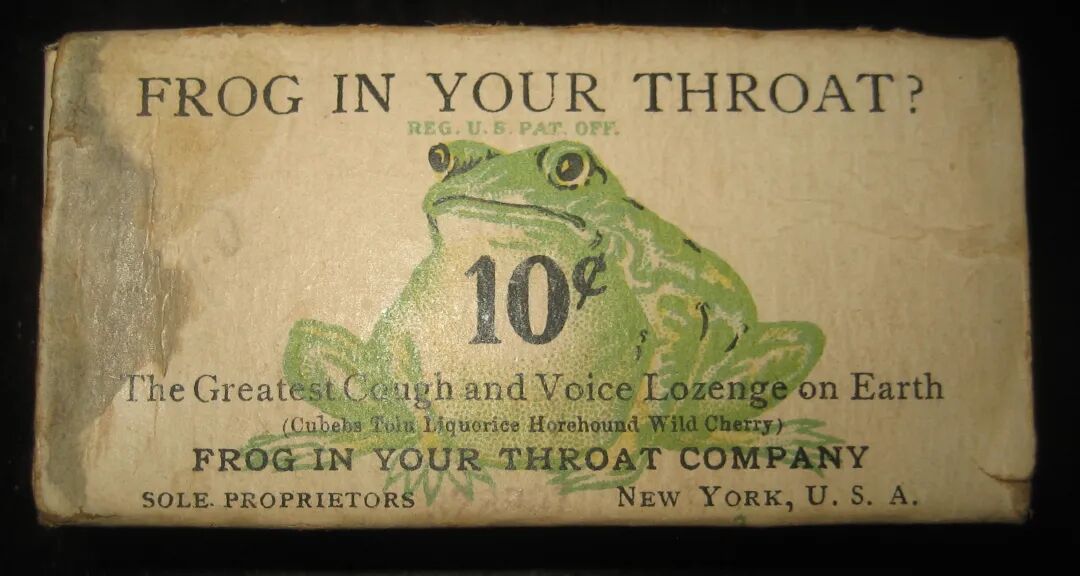 FROG IN YOUR THROAT?
REG. U. S. PAT. OFF.
10¢
The Greatest Cough and Voice Lozenge on Earth
(Cubebs Tolu Liquorice Horehound Wild Cherry)
FROG IN YOUR THROAT COMPANY
SOLE. PROPRIETORS NEW YORK, U. S. A.